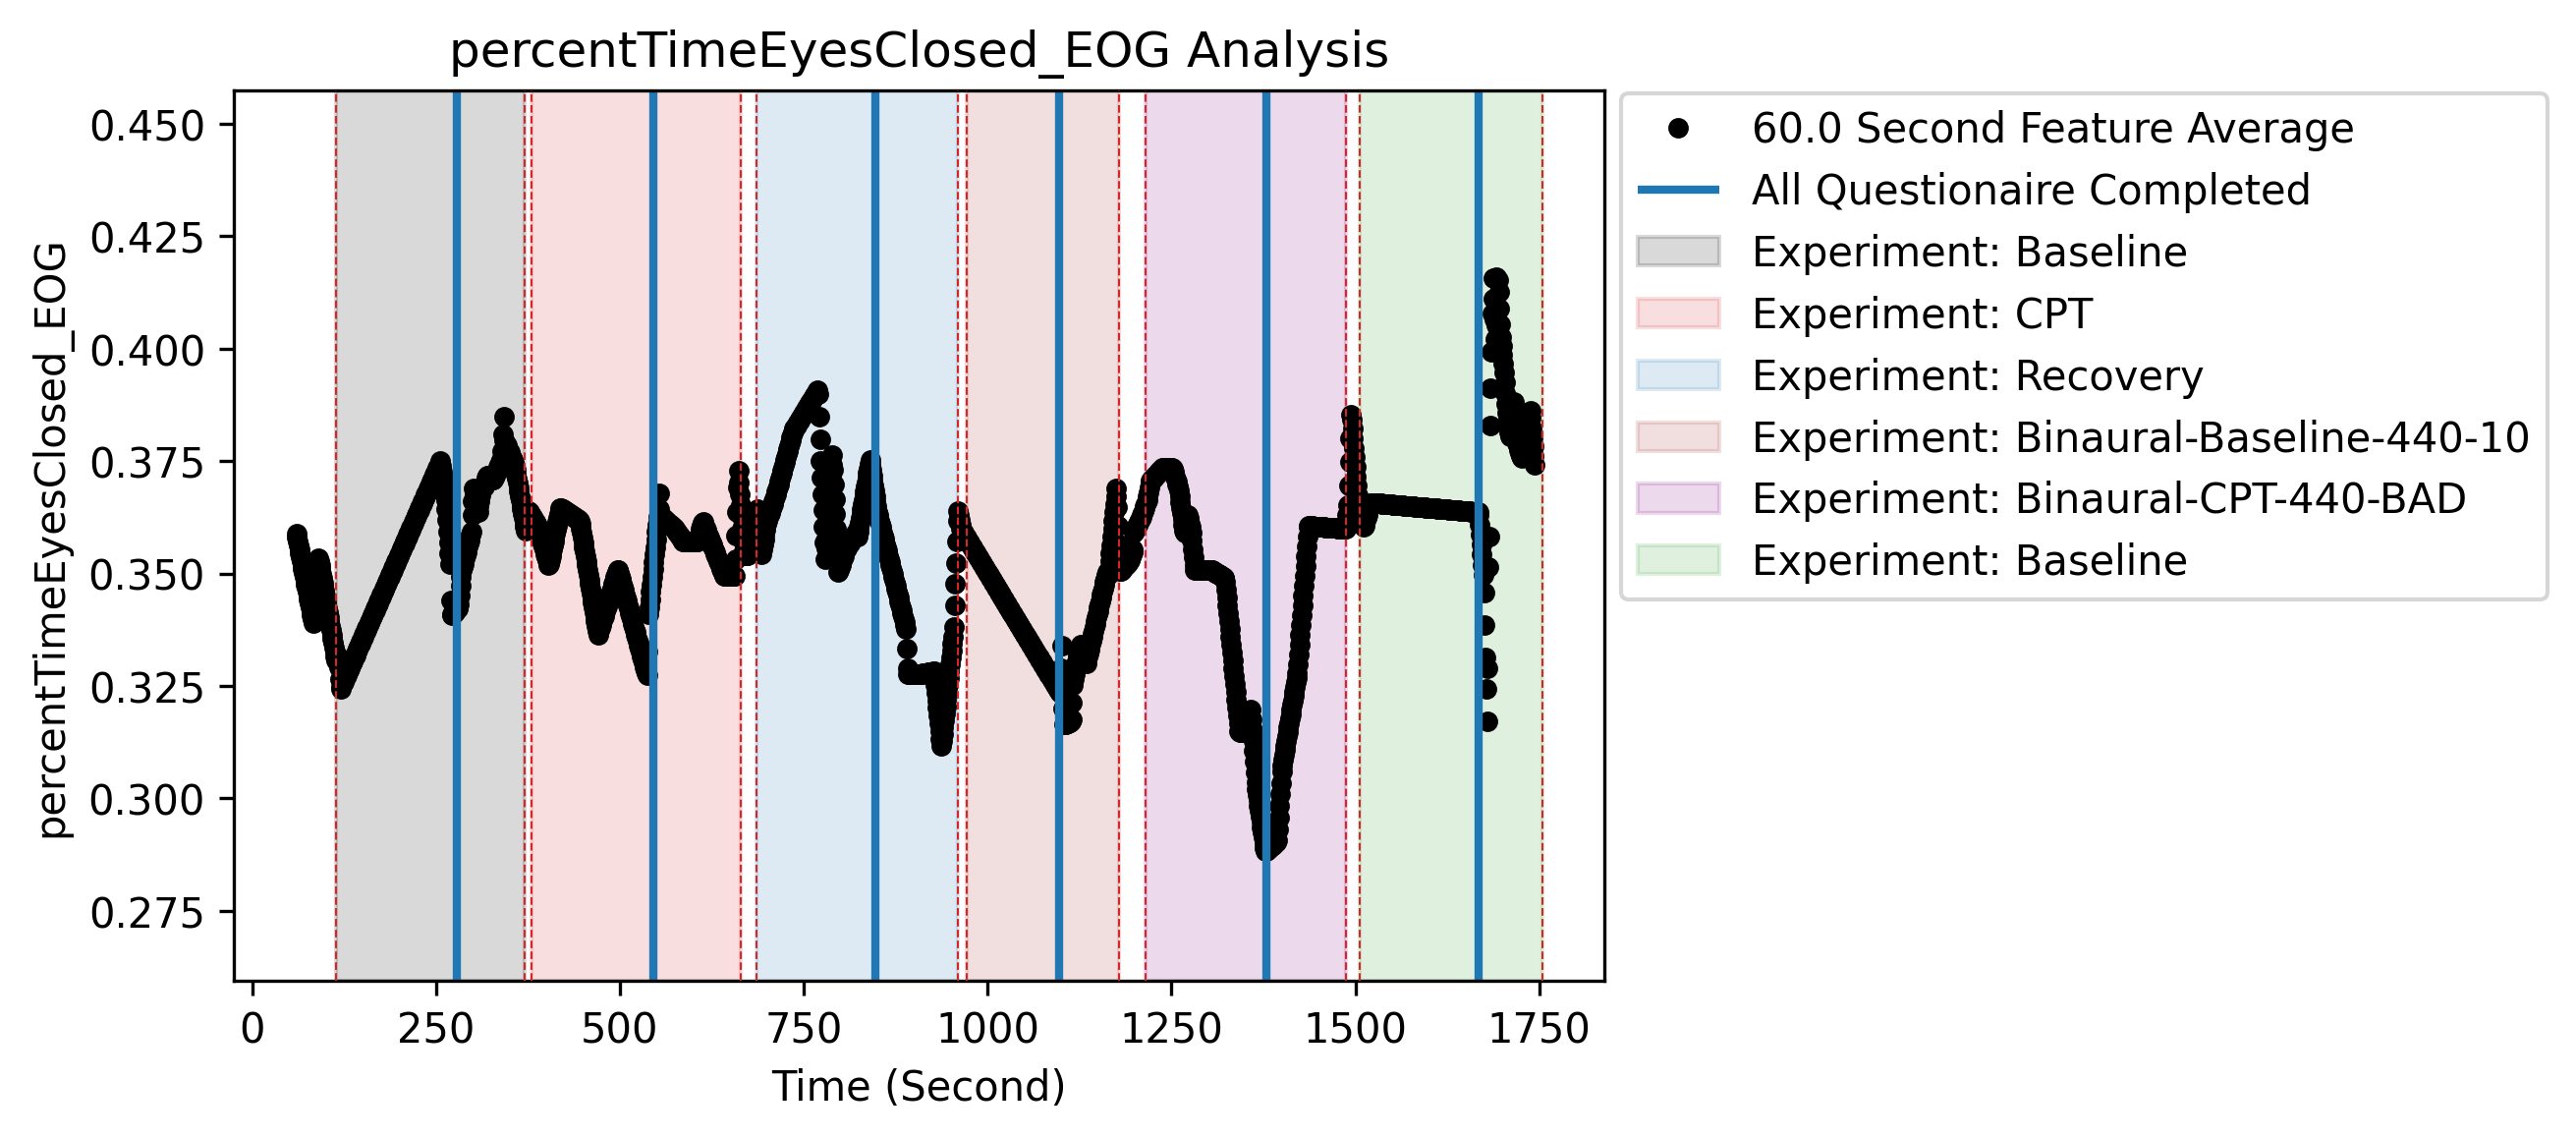 percentTimeEyesClosed_EOG Analysis
percentTimeEyesClosed_EOG
0.450
0.425
0.400
0.375
0.350
0.325
0.300
0.275
0
250
500
750
1000
1250
1500
1750
Time (Second)
60.0 Second Feature Average
All Questionaire Completed
Experiment: Baseline
Experiment: CPT
Experiment: Recovery
Experiment: Binaural-Baseline-440-10
Experiment: Binaural-CPT-440-BAD
Experiment: Baseline